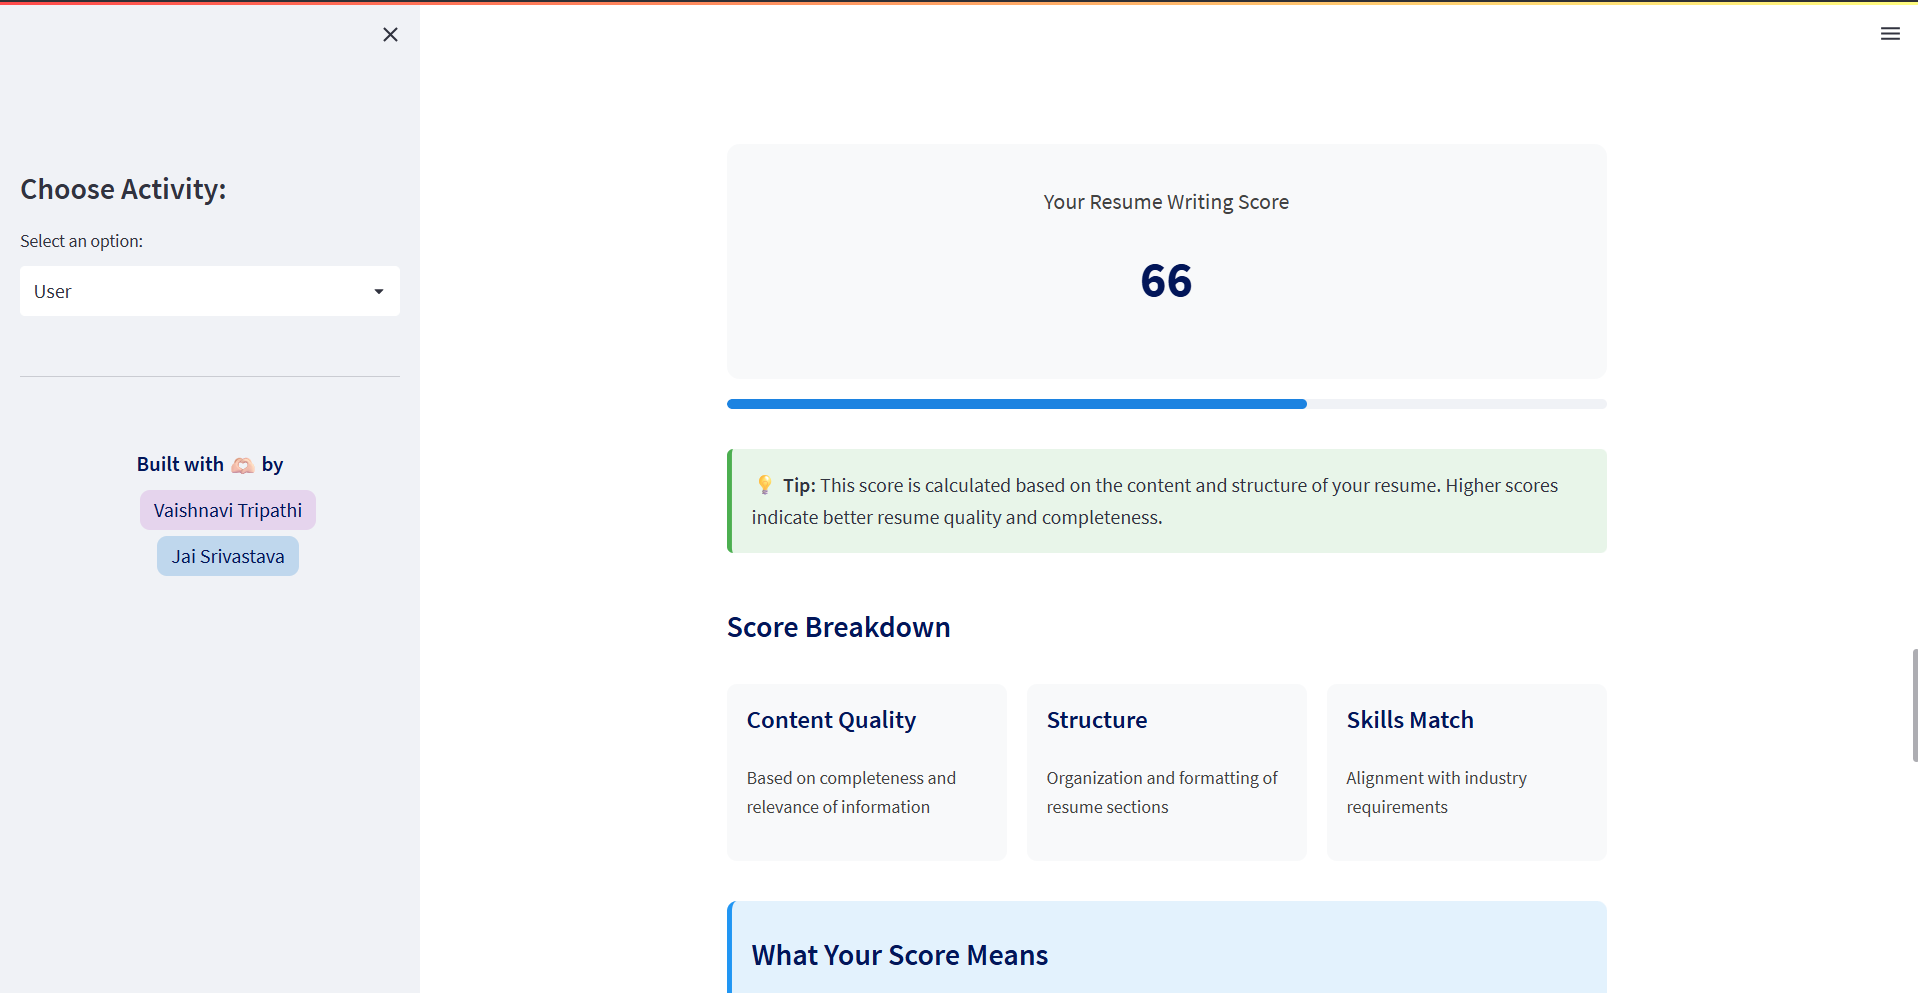 Choose Activity:
Select an option:
User
Built with 🫶🏻 by
Vaishnavi Tripathi
Jai Srivastava
Your Resume Writing Score
66
💡 Tip: This score is calculated based on the content and structure of your resume. Higher scores
indicate better resume quality and completeness.
Score Breakdown
Content Quality
Based on completeness and
relevance of information
Structure
Organization and formatting of
resume sections
Skills Match
Alignment with industry
requirements
What Your Score Means